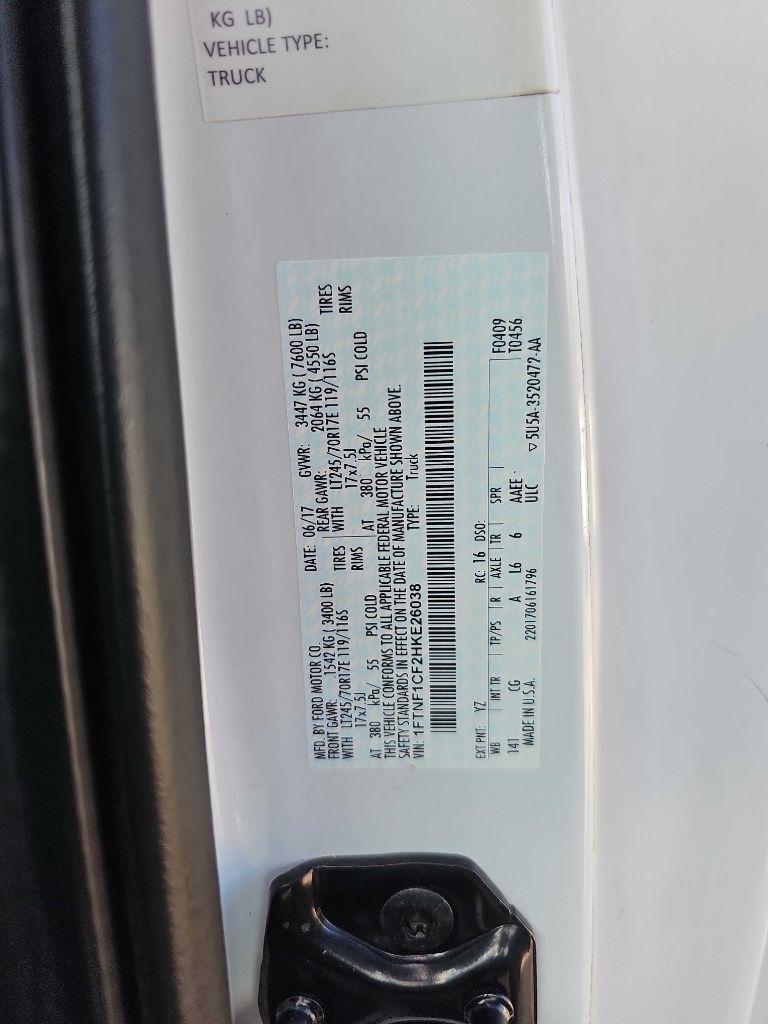 KG LB)
VEHICLE TYPE:
TRUCK
MFD. BY FORD MOTOR CO. DATE: 06/17 GVWR: 3447 KG ( 7600 LB)
FRONT GAWR: 1542 KG ( 3400 LB) REAR GAWR: 2064 KG ( 4550 LB)
WITH LT245/70R17E 119/116S TIRES WITH LT245/70R17E 119/116S TIRES
17x7.5J RIMS 17x7.5J RIMS
AT 380 kPa/ 55 PSI COLD AT 380 kPa/ 55 PSI COLD
THIS VEHICLE CONFORMS TO ALL APPLICABLE FEDERAL MOTOR VEHICLE
SAFETY STANDARDS IN EFFECT ON THE DATE OF MANUFACTURE SHOWN ABOVE.
VIN: 1FTNF1CF2HKE26038 TYPE: Truck
EXT PNT: YZ RC: 16 DSO:
WB INT TR TP/PS R AXLE TR SPR F0409
141 CG A L6 6 AAEE T0456
MADE IN U.S.A. 2201706161796 ULC ▽5U5A-3520472-AA